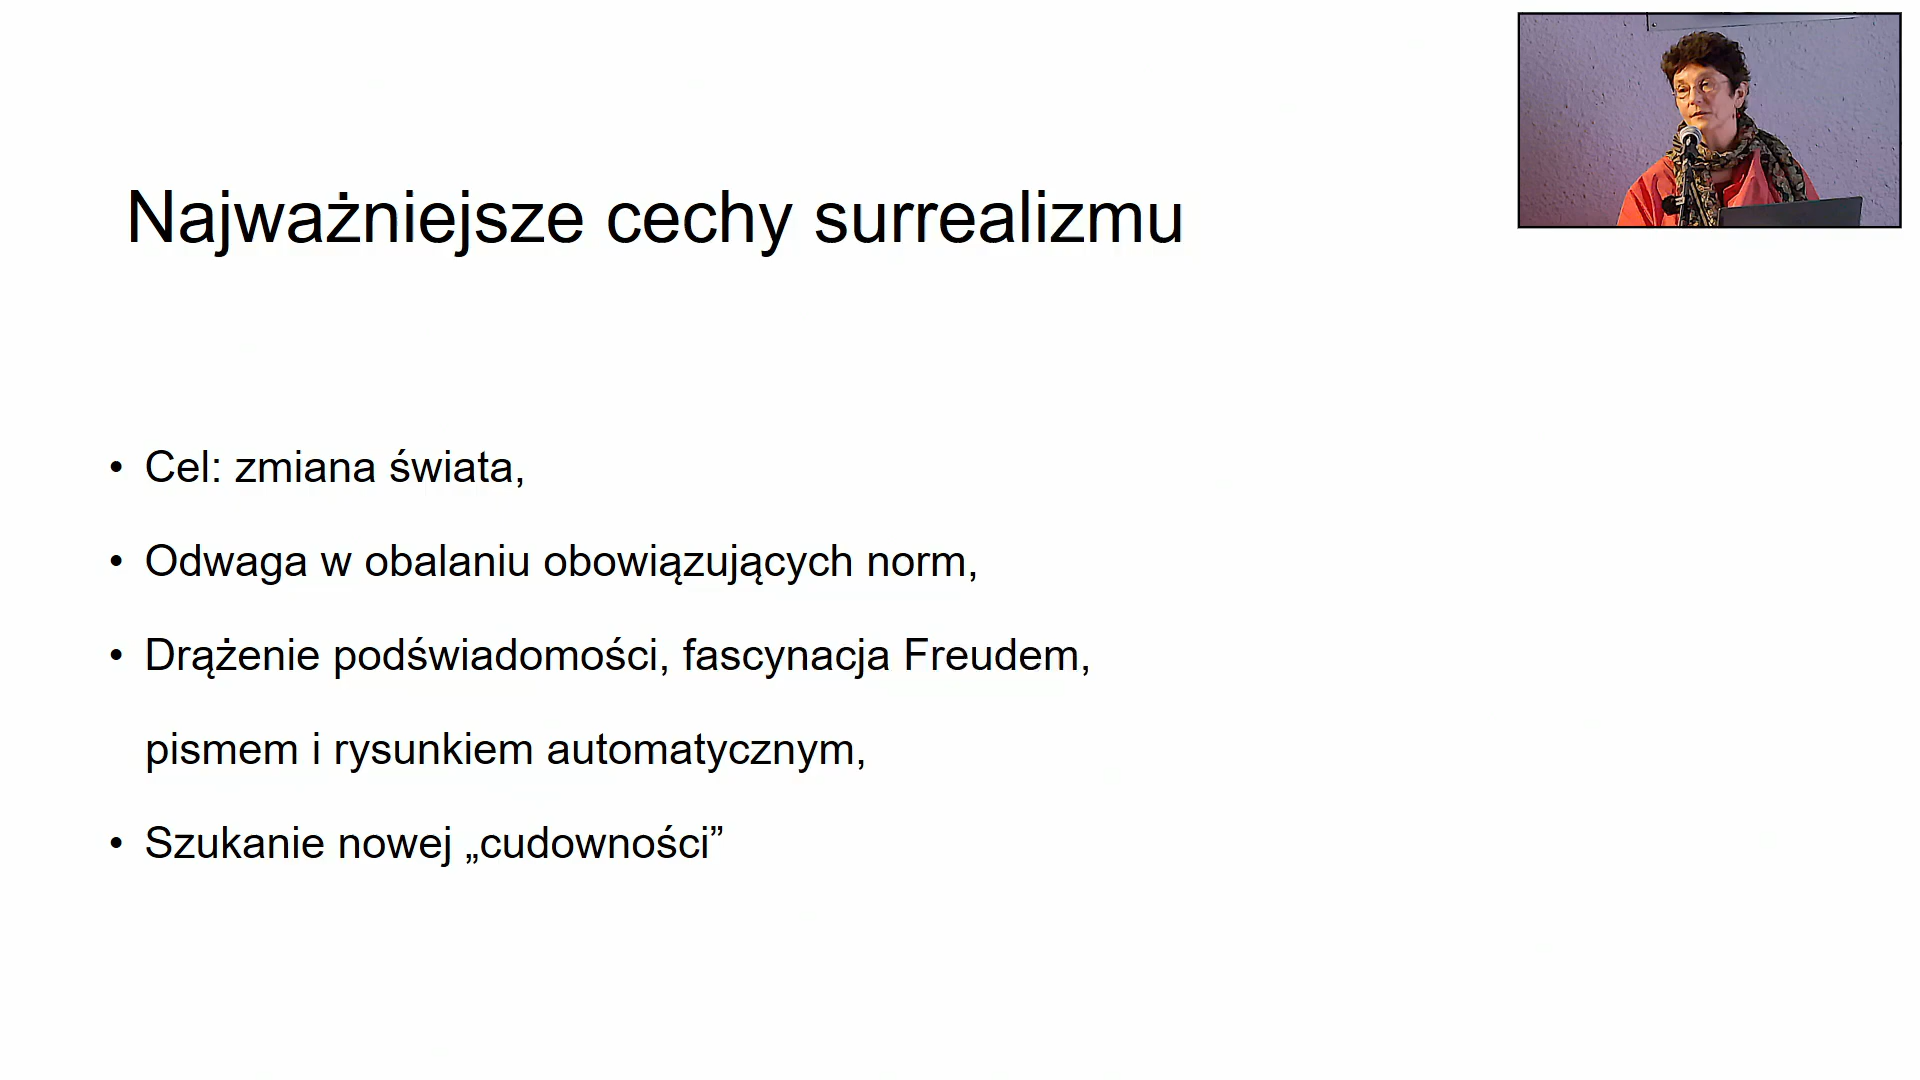 Najważniejsze cechy surrealizmu
• Cel: zmiana świata,
• Odwaga w obalaniu obowiązujących norm,
• Drążenie podświadomości, fascynacja Freudem,
pismem i rysunkiem automatycznym,
• Szukanie nowej „cudowności”